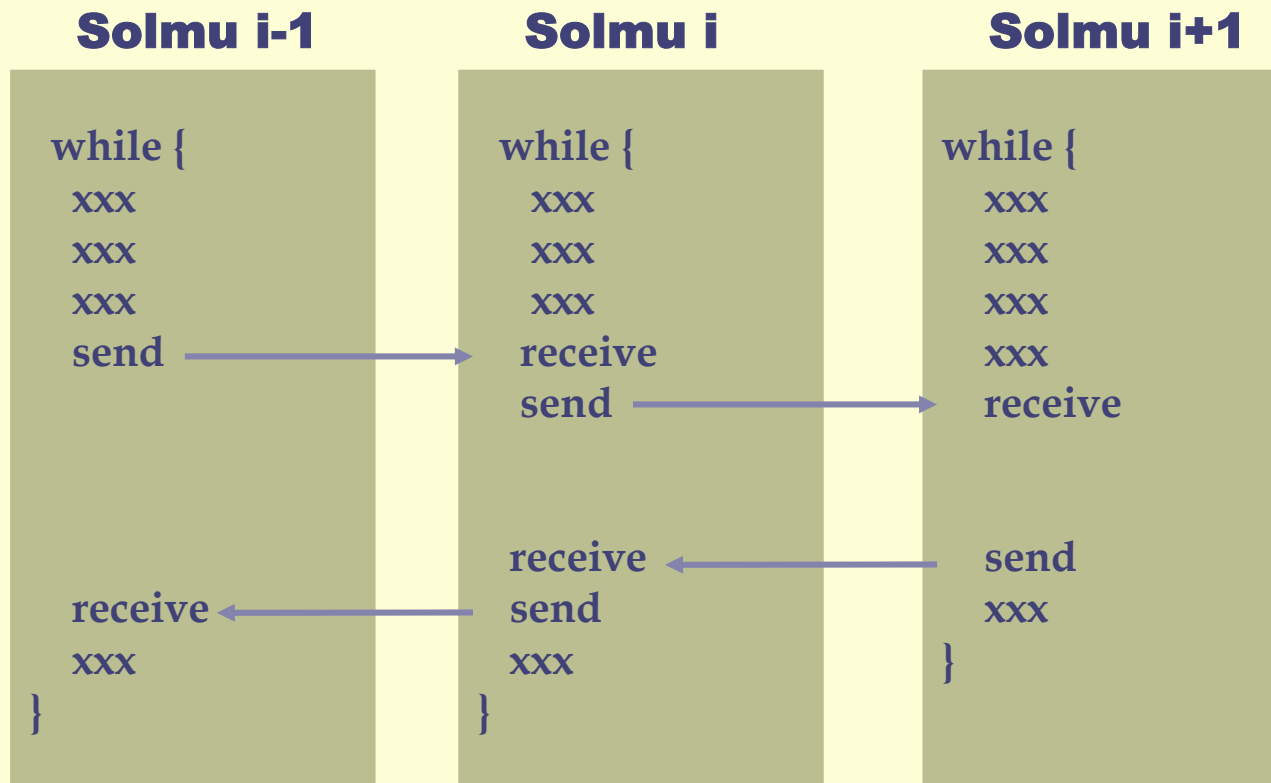 Solmu i-1
while {
xxx
xxx
xxx
send
receive
xxx
}
Solmu i
while {
xxx
xxx
xxx
receive
send
receive
send
xxx
}
Solmu i+1
while {
xxx
xxx
xxx
xxx
receive
send
xxx
}